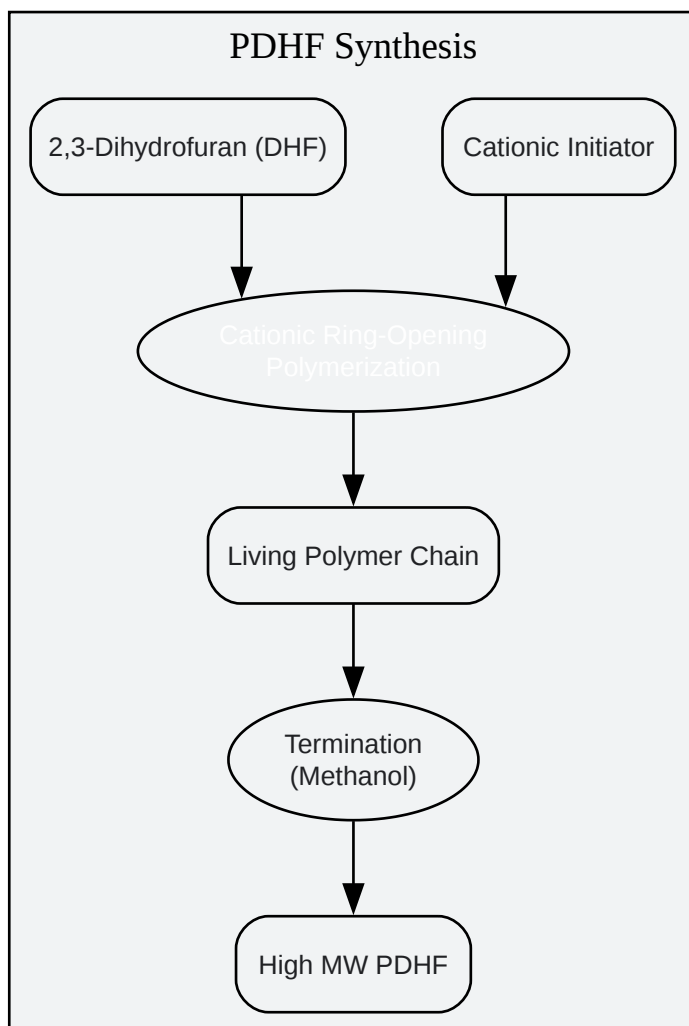 PDHF Synthesis
2,3-Dihydrofuran (DHF)
Cationic Initiator
Cationic Ring-Opening
Polymerization
Living Polymer Chain
Termination
(Methanol)
High MW PDHF